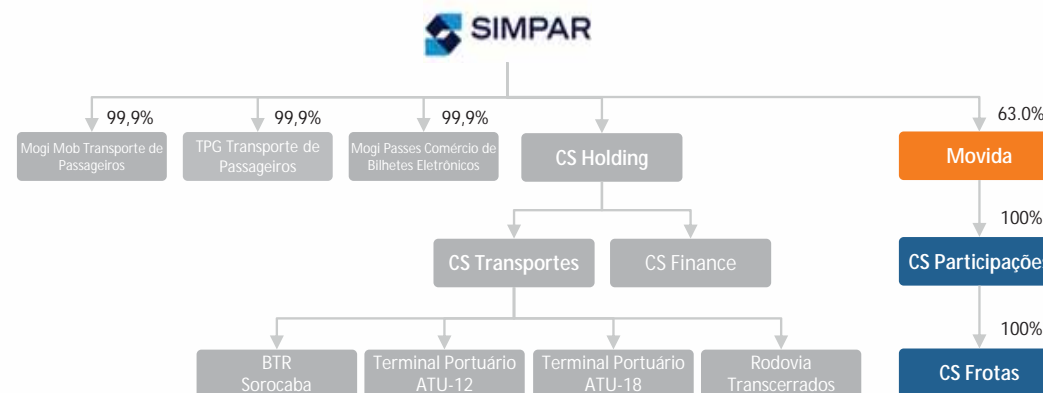 SIMPAR
99,9%
99,9%
99,9%
63.0%
Mogi Mob Transporte de
Passageiros
TPG Transporte de
Passageiros
Mogi Passes Comércio de
Bilhetes Eletrônicos
CS Holding
Movida
100%
CS Transportes
CS Finance
CS Participações
100%
BTR
Sorocaba
Terminal Portuário
ATU-12
Terminal Portuário
ATU-18
Rodovia
Transcerrados
CS Frotas